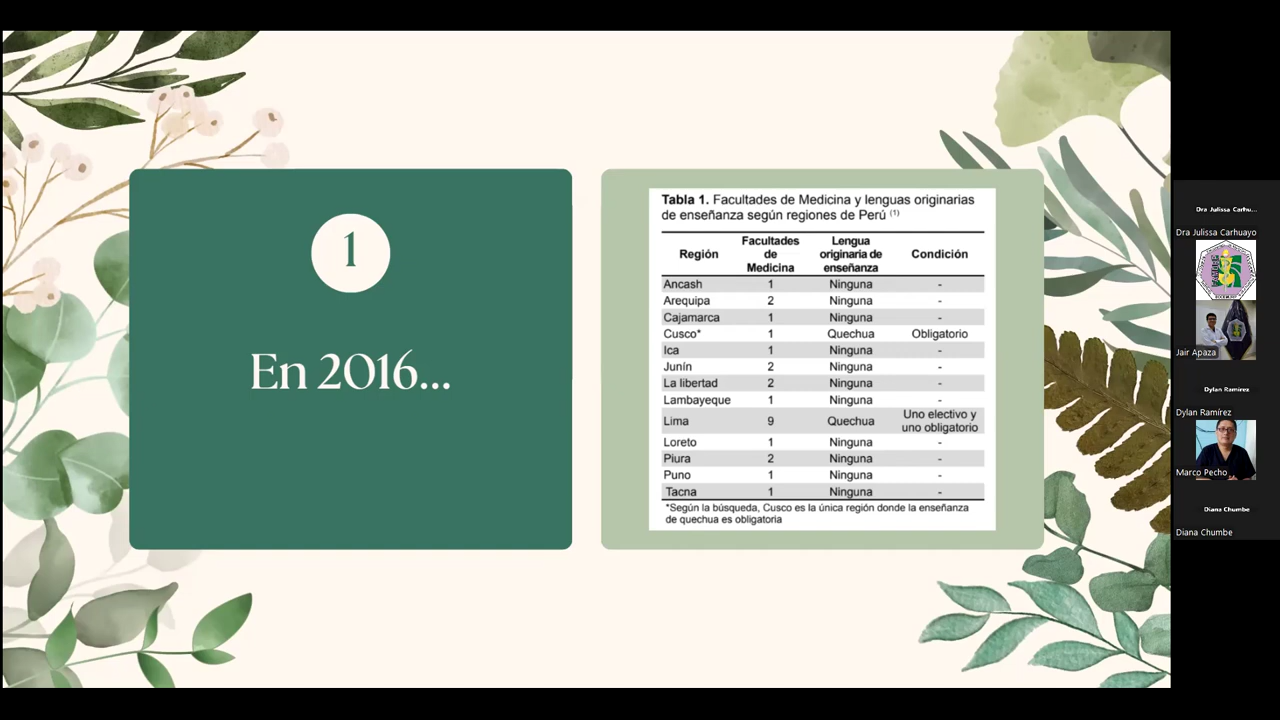 1
En 2016...
Tabla 1. Facultades de Medicina y lenguas originarias
de enseñanza según regiones de Perú (1)
Región Facultades de Medicina Lengua originaria de enseñanza Condición
Ancash 1 Ninguna -
Arequipa 2 Ninguna -
Cajamarca 1 Ninguna -
Cusco* 1 Quechua Obligatorio
Ica 1 Ninguna -
Junín 2 Ninguna -
La libertad 2 Ninguna -
Lambayeque 1 Ninguna -
Lima 9 Quechua Uno electivo y uno obligatorio
Loreto 1 Ninguna -
Piura 2 Ninguna -
Puno 1 Ninguna -
Tacna 1 Ninguna -
*Según la búsqueda, Cusco es la única región donde la enseñanza
de quechua es obligatoria
Dra Julissa Carhu...
Dra Julissa Carhuayo
Jair Apaza
Dylan Ramírez
Dylan Ramírez
Marco Pecho
Diana Chumbe
Diana Chumbe